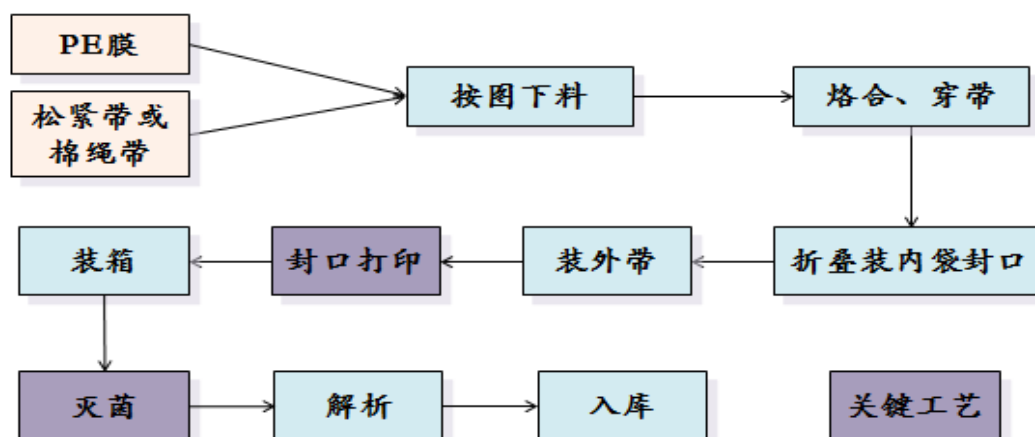 PE膜
松紧带或
棉绳带
按图下料
烙合、穿带
折叠装内袋封口
装外带
封口打印
装箱
灭菌
解析
入库
关键工艺